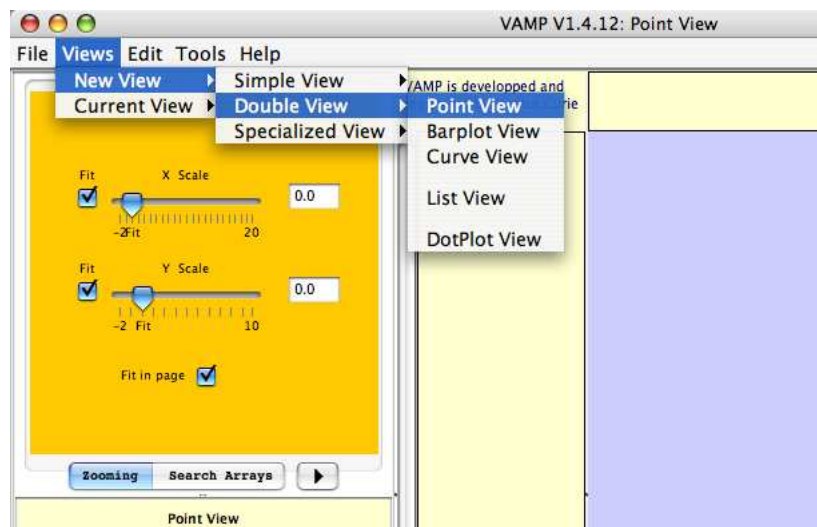 VAMP V1.4.12: Point View
File Views Edit Tools Help
New View Simple View VAMP is developped and
Current View Double View Point View rie
Specialized View Barplot View
Curve View
List View
DotPlot View
Fit X Scale
0.0
-2Fit 20
Fit Y Scale
0.0
-2 Fit 10
Fit in page
Zooming Search Arrays
Point View